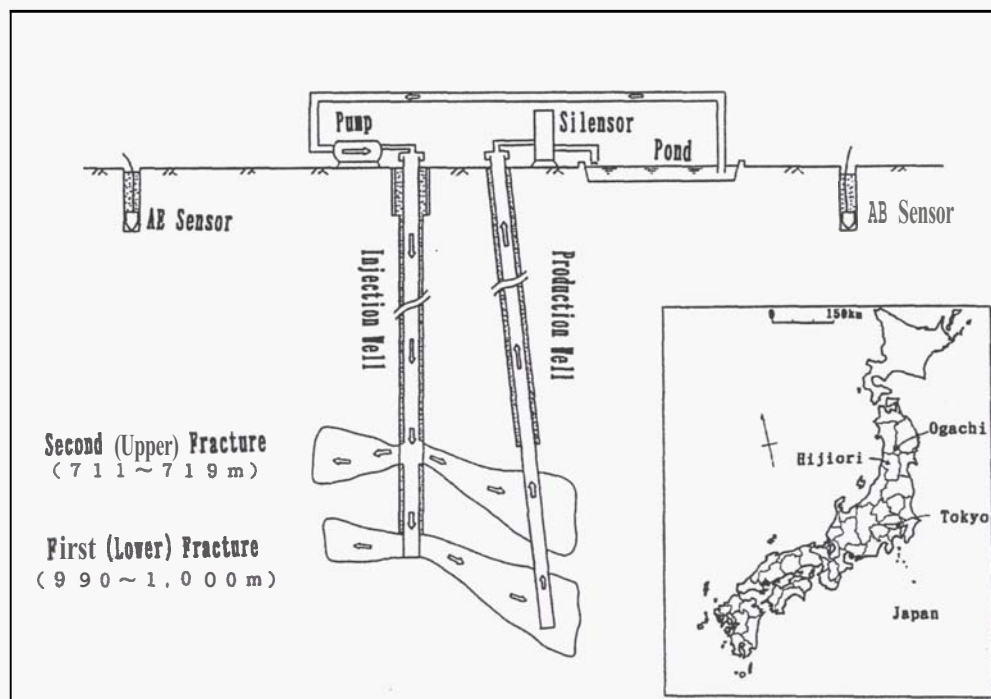 Pump
Silensor
Pond
AE Sensor
AB Sensor
Injection Well
Production Well
Second (Upper) Fracture
(711~719m)
First (Lower) Fracture
(990~1,000m)
0 150km
Ogachi
Hijiori
Tokyo
Japan